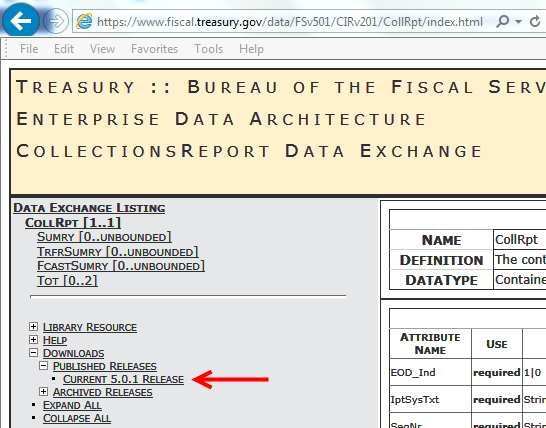 https://www.fiscal.treasury.gov/data/FSv501/CIRv201/CollRpt/index.html
File Edit View Favorites Tools Help
TREASURY :: BUREAU OF THE FISCAL SERV
ENTERPRISE DATA ARCHITECTURE
COLLECTIONSREPORT DATA EXCHANGE
DATA EXCHANGE LISTING
COLLRPT [1..1]
SUMRY [0..UNBOUNDED]
TRFRSUMRY [0..UNBOUNDED]
FCASTSUMRY [0..UNBOUNDED]
TOT [0..2]
LIBRARY RESOURCE
HELP
DOWNLOADS
PUBLISHED RELEASES
CURRENT 5.0.1 RELEASE
ARCHIVED RELEASES
EXPAND ALL
COLLAPSE ALL
NAME CollRpt
DEFINITION The cont
DATATYPE Containe
ATTRIBUTE NAME USE
EOD_Ind required 1|0
IptSysTxt required Strin
SeqNr required Strin